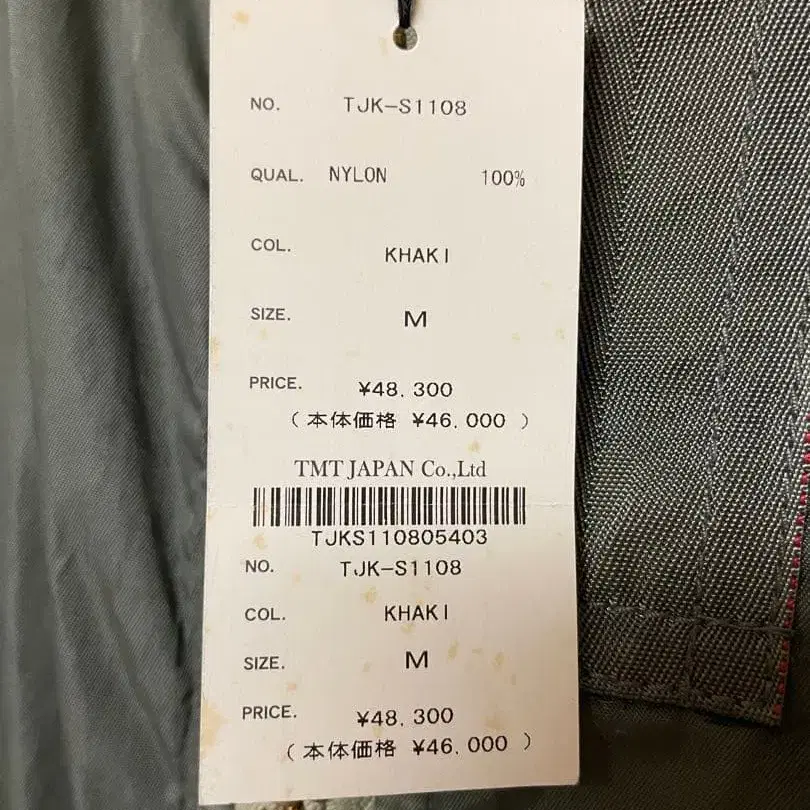 NO. TJK-S1108
QUAL. NYLON 100%
COL. KHAKI
SIZE. M
PRICE. ¥48,300
(本体価格 ¥46,000 )
TMT JAPAN Co.,Ltd
TJKS110805403
NO. TJK-S1108
COL. KHAKI
SIZE. M
PRICE. ¥48,300
(本体価格 ¥46,000 )